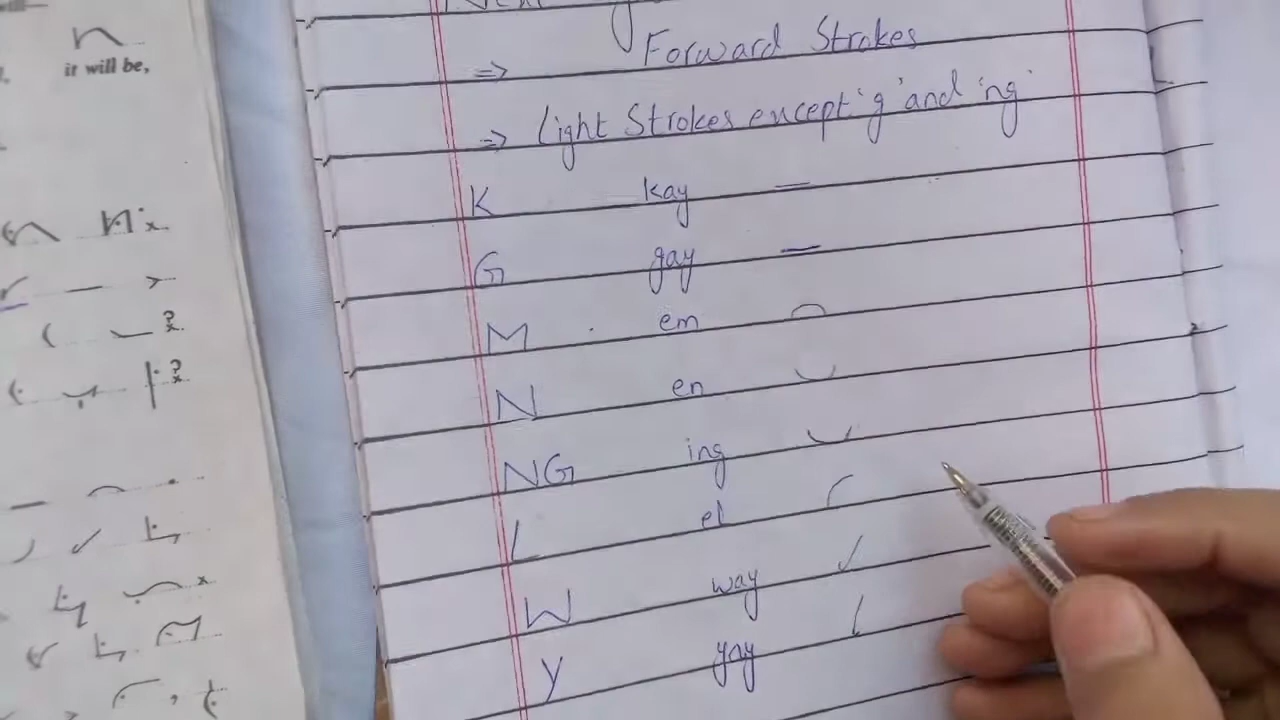 it will be,
Forward Strokes
⇒
⇒ Light Strokes except 'g' and 'ng'
K kay
G gay
M em
N en
NG ing
L el
W way
Y yay